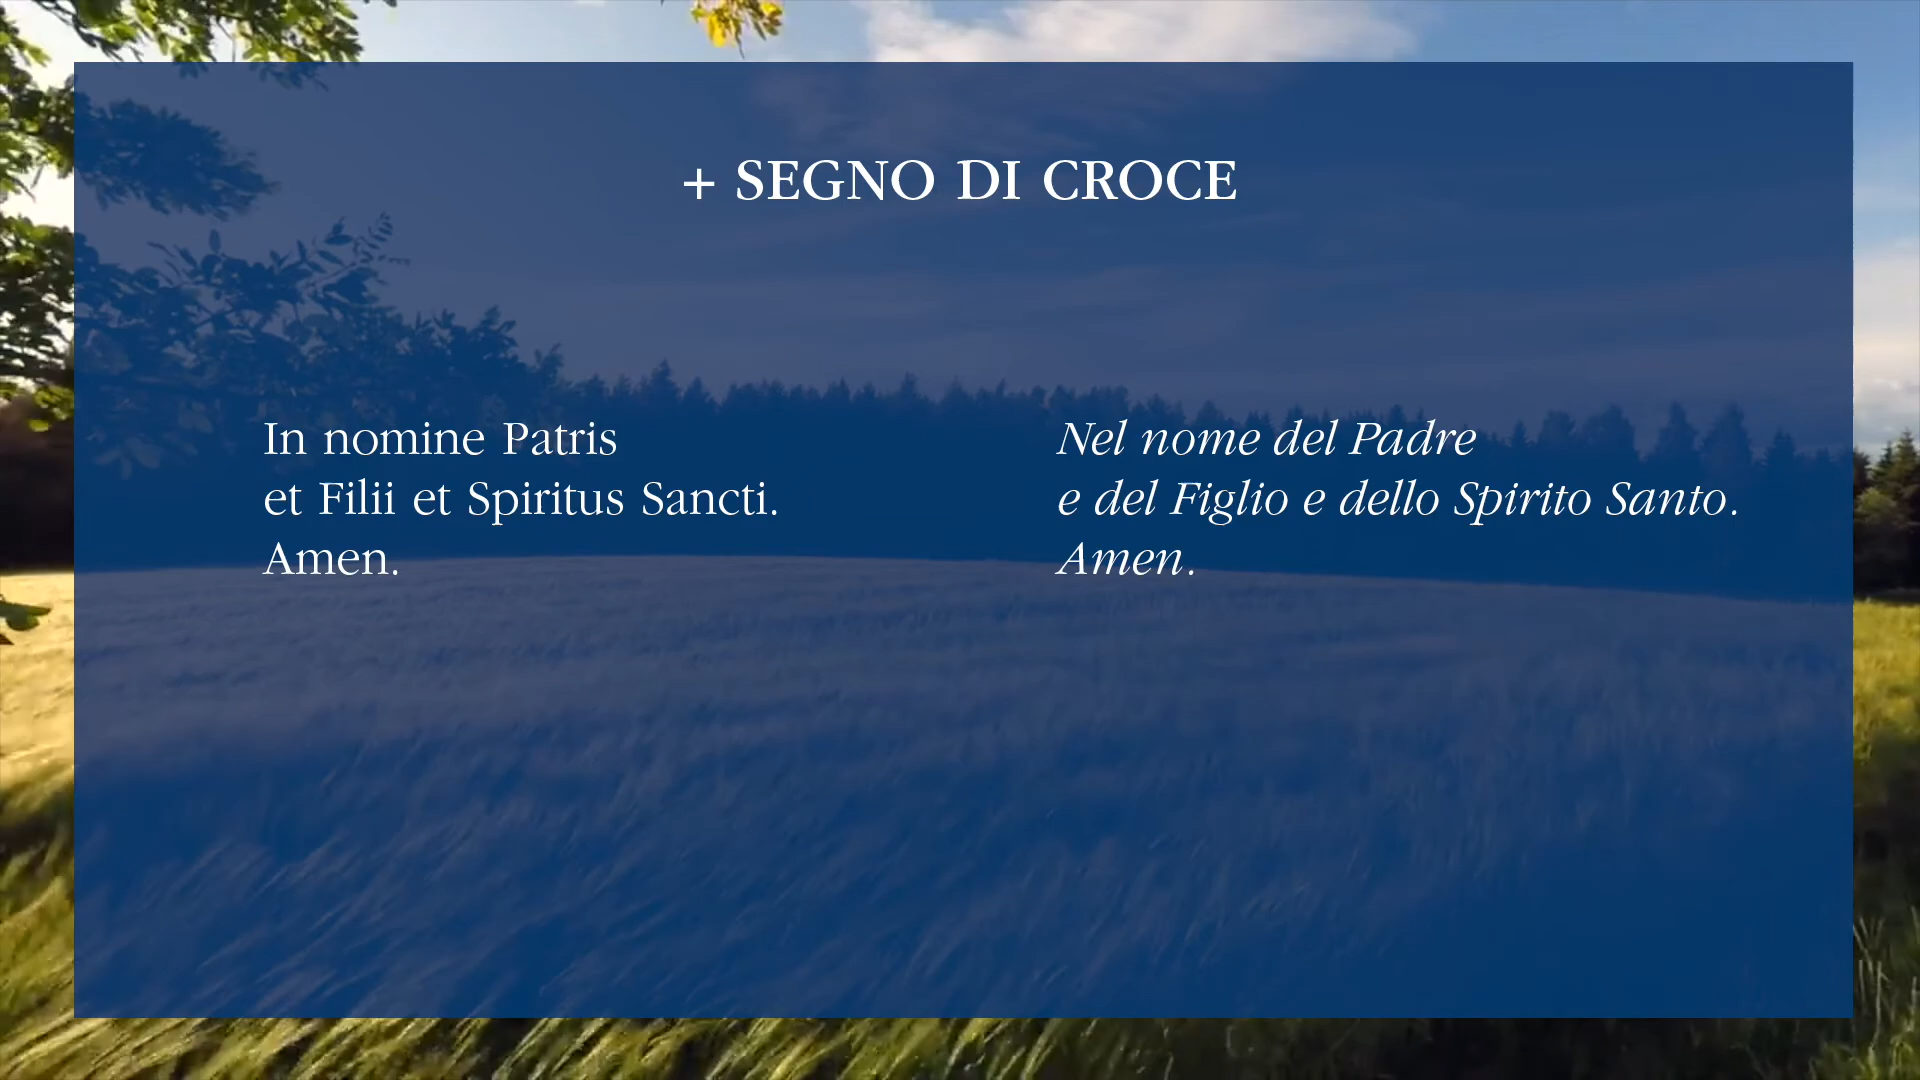 + SEGNO DI CROCE
In nomine Patris
et Filii et Spiritus Sancti.
Amen.
Nel nome del Padre
e del Figlio e dello Spirito Santo.
Amen.